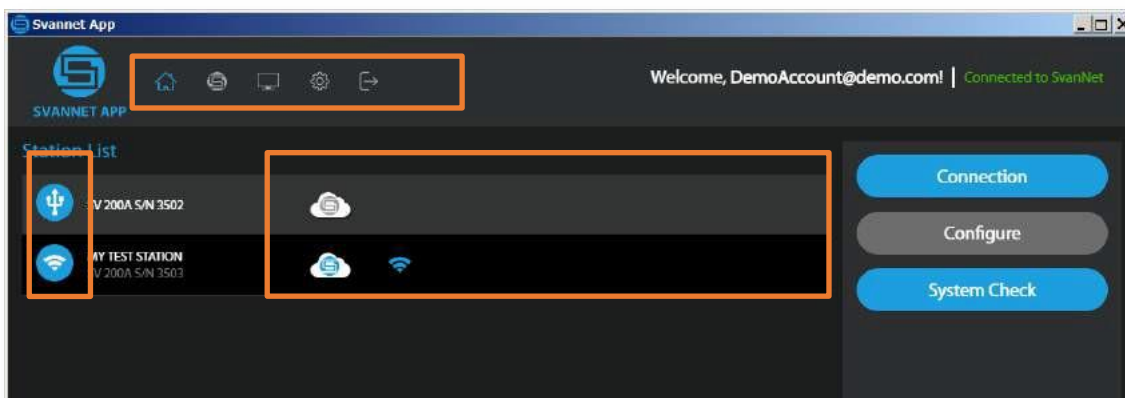 Svannet App
SVANNET APP
Welcome, DemoAccount@demo.com! | Connected to SvanNet
Station List
V 200A S/N 3502
MY TEST STATION
V 200A S/N 3503
Connection
Configure
System Check